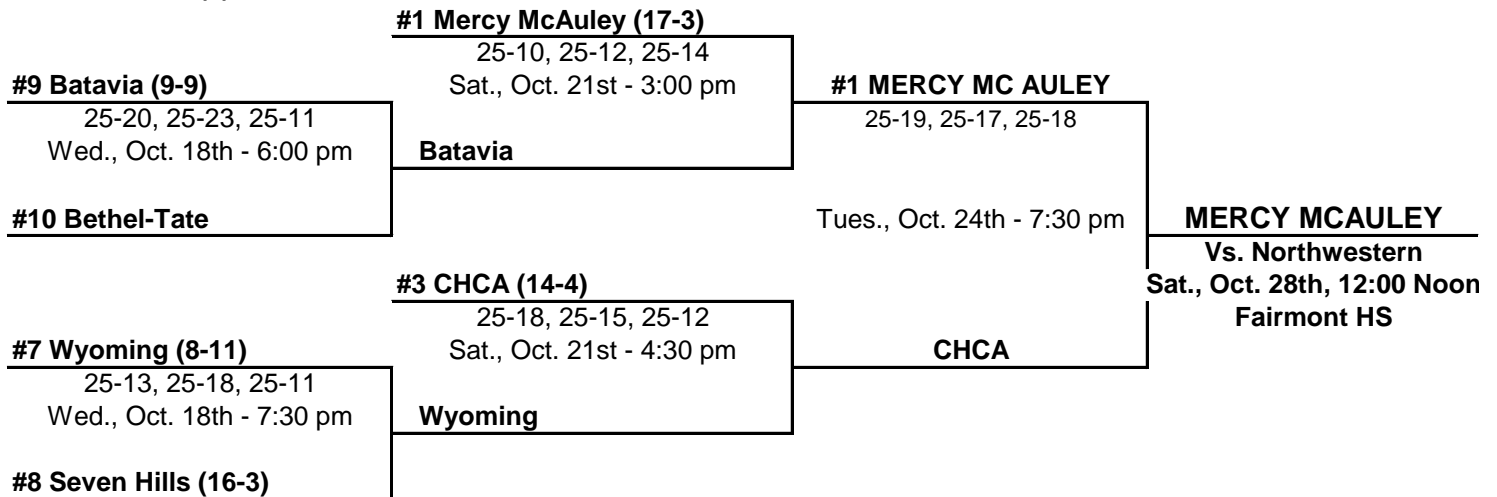 #1 Mercy McAuley (17-3)
25-10, 25-12, 25-14
#9 Batavia (9-9)
Sat., Oct. 21st - 3:00 pm
#1 MERCY MC AULEY
25-20, 25-23, 25-11
25-19, 25-17, 25-18
Wed., Oct. 18th - 6:00 pm
Batavia
#10 Bethel-Tate
Tues., Oct. 24th - 7:30 pm
MERCY MCAULEY
Vs. Northwestern
#3 CHCA (14-4)
Sat., Oct. 28th, 12:00 Noon
25-18, 25-15, 25-12
Fairmont HS
#7 Wyoming (8-11)
Sat., Oct. 21st - 4:30 pm
CHCA
25-13, 25-18, 25-11
Wed., Oct. 18th - 7:30 pm
Wyoming
#8 Seven Hills (16-3)